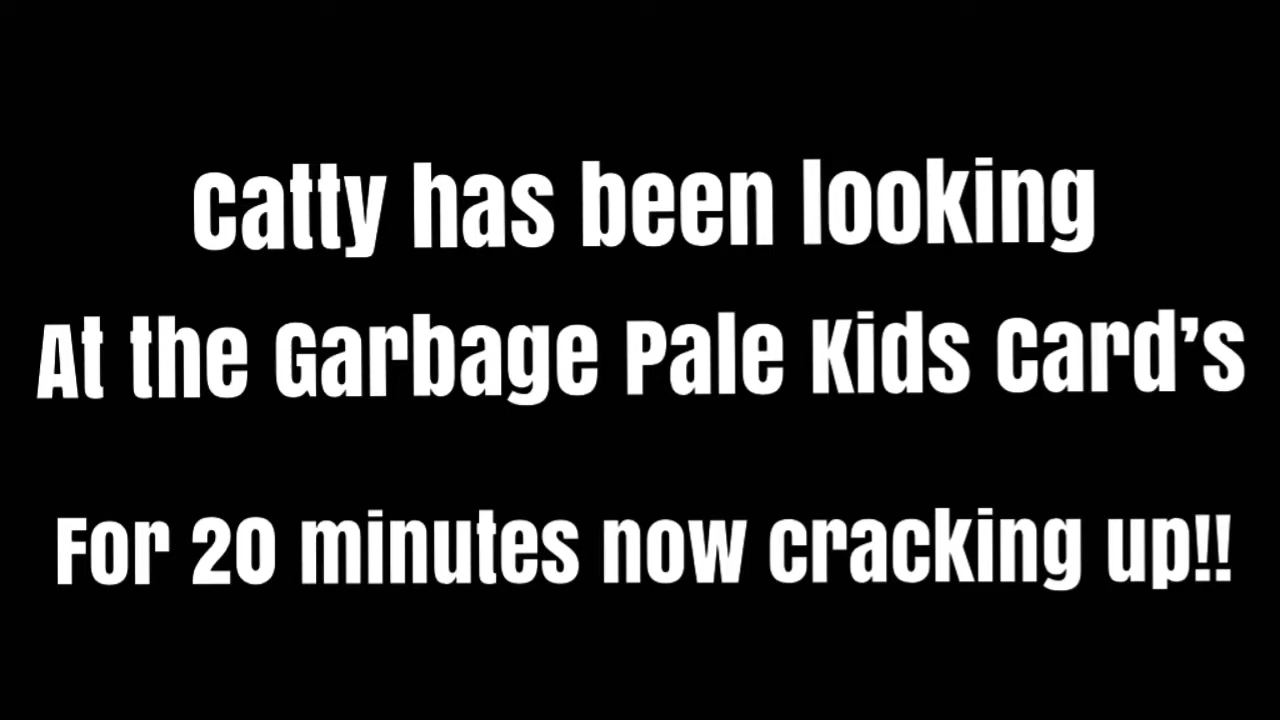 Catty has been looking
At the Garbage Pale Kids Card’s
For 20 minutes now cracking up!!